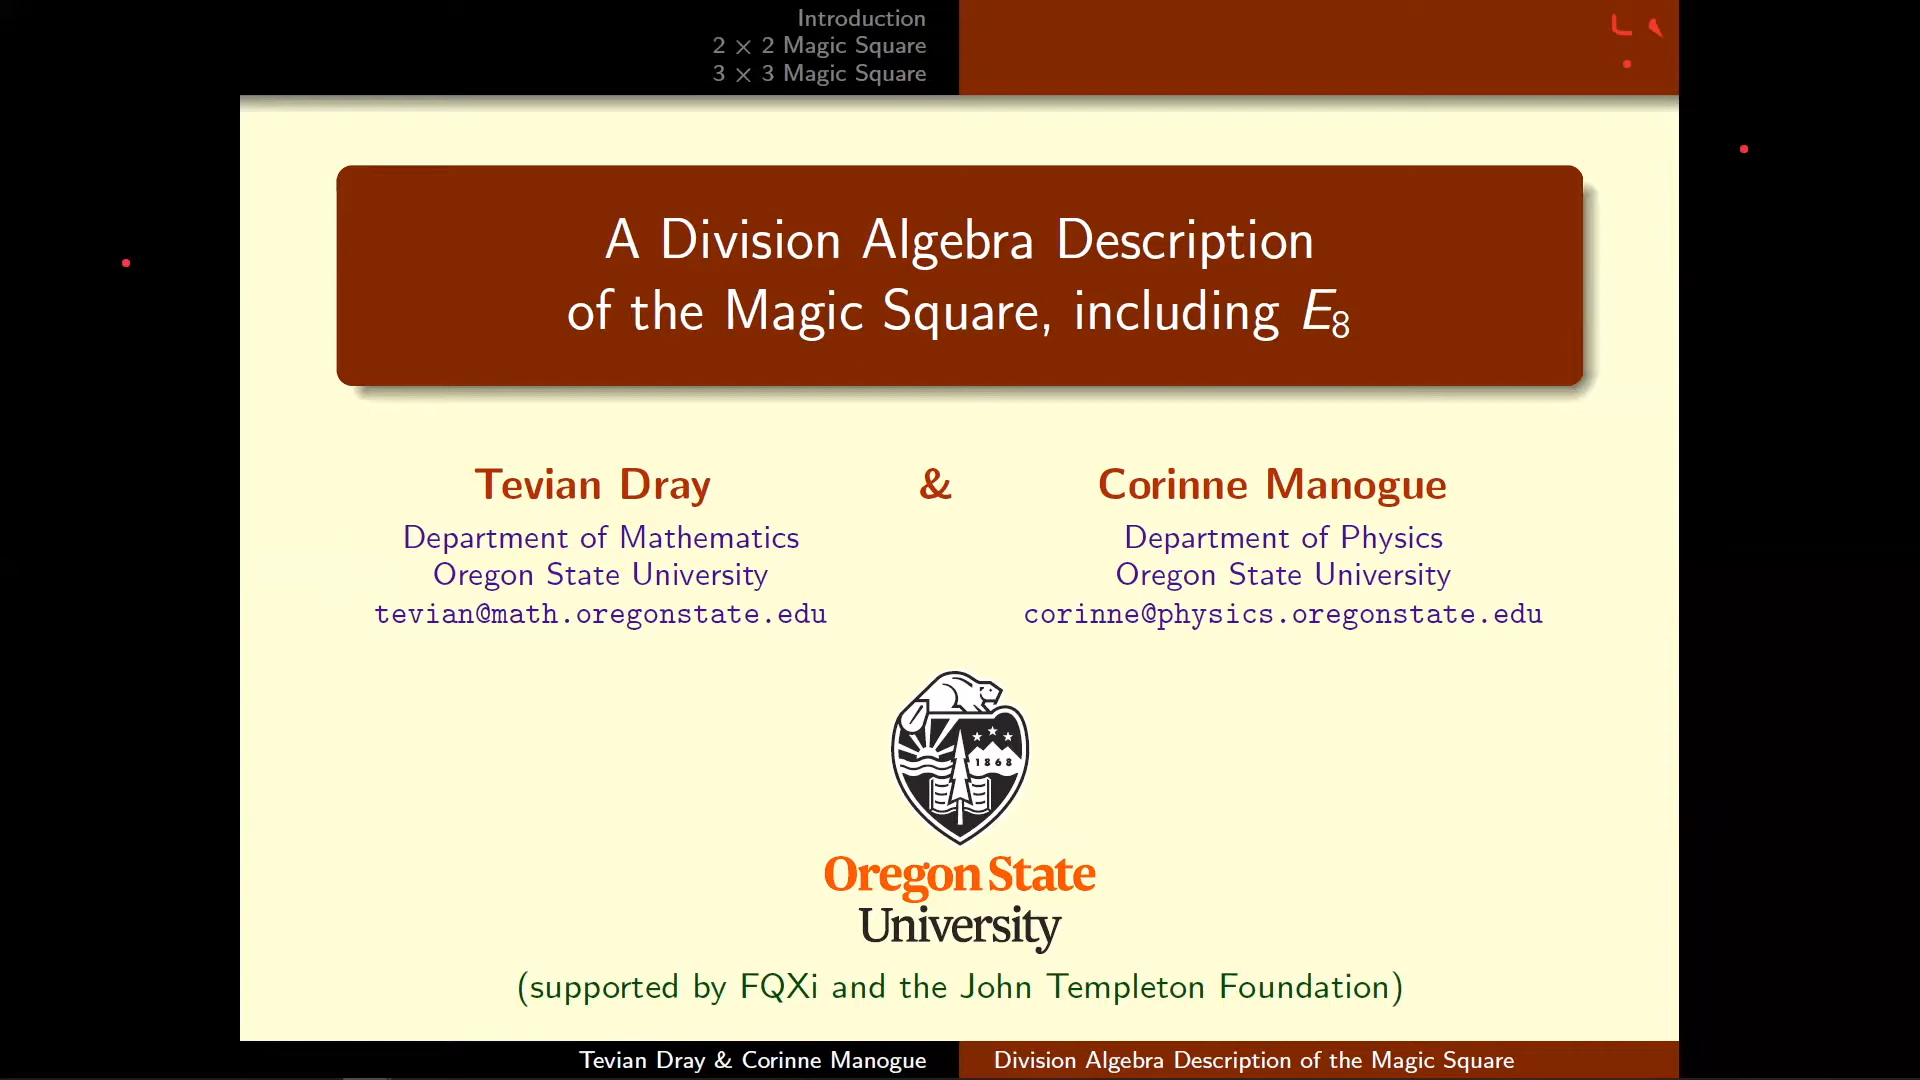 Introduction
2 × 2 Magic Square
3 × 3 Magic Square
A Division Algebra Description
of the Magic Square, including E₈
Tevian Dray & Corinne Manogue
Department of Mathematics Department of Physics
Oregon State University Oregon State University
tevian@math.oregonstate.edu corinne@physics.oregonstate.edu
1868
Oregon State
University
(supported by FQXi and the John Templeton Foundation)
Tevian Dray & Corinne Manogue Division Algebra Description of the Magic Square